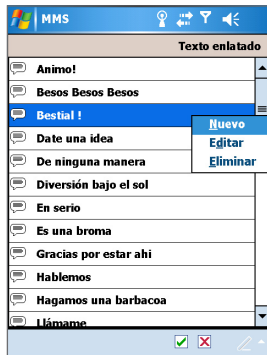 MMS
Texto enlatado
Animo!
Besos Besos Besos
Bestial !
Nuevo
Date una idea
Editar
De ninguna manera
Eliminar
Diversión bajo el sol
En serio
Es una broma
Gracias por estar ahi
Hablemos
Hagamos una barbacoa
Llámame